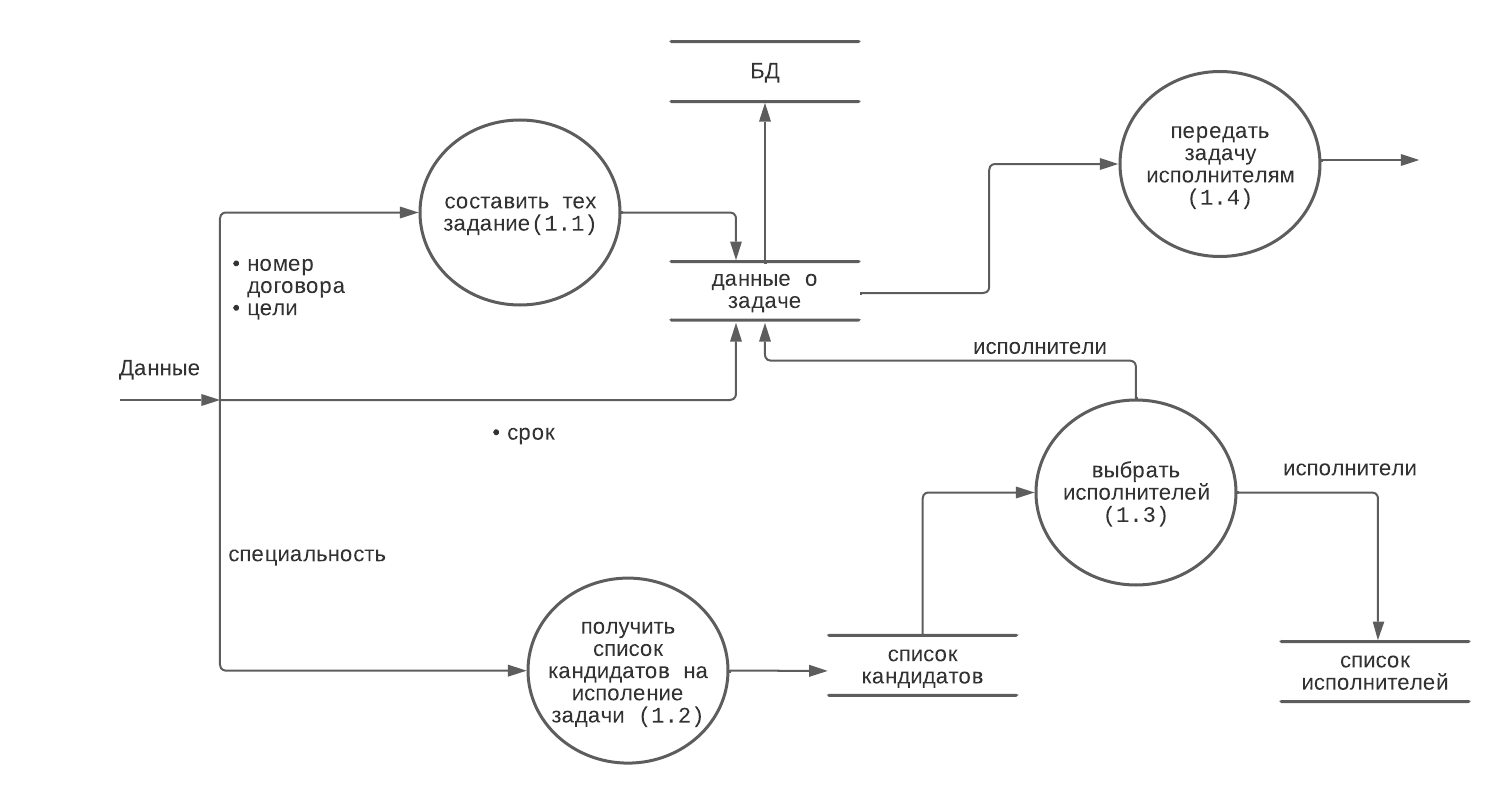 БД
передать
задачу
исполнителям
(1.4)
составить тех
задание(1.1)
• номер
договора
• цели
данные о
задаче
Данные
исполнители
• срок
выбрать
исполнителей
(1.3)
исполнители
специальность
получить
список
кандидатов на
исполение
задачи (1.2)
список
кандидатов
список
исполнителей